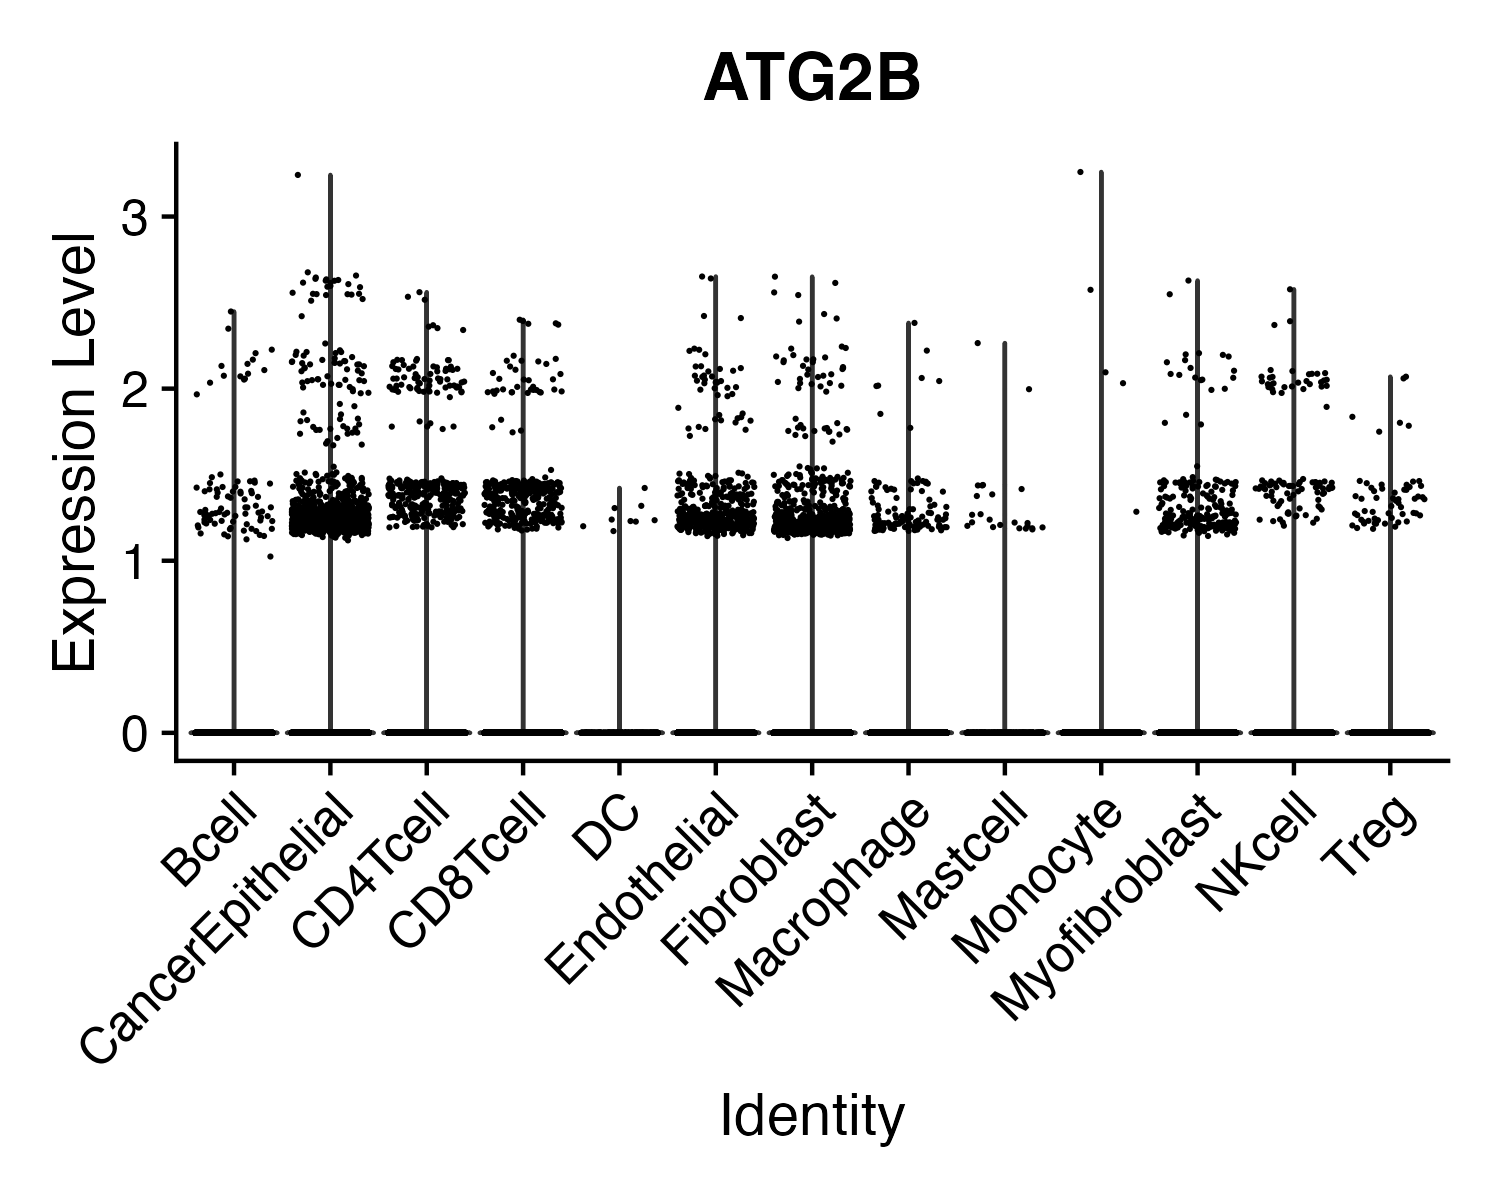 ATG2B
Expression Level
3
2
1
0
Bcell
CancerEpithelial
CD4Tcell
CD8Tcell
DC
Endothelial
Fibroblast
Macrophage
Mastcell
Monocyte
Myofibroblast
NKcell
Treg
Identity